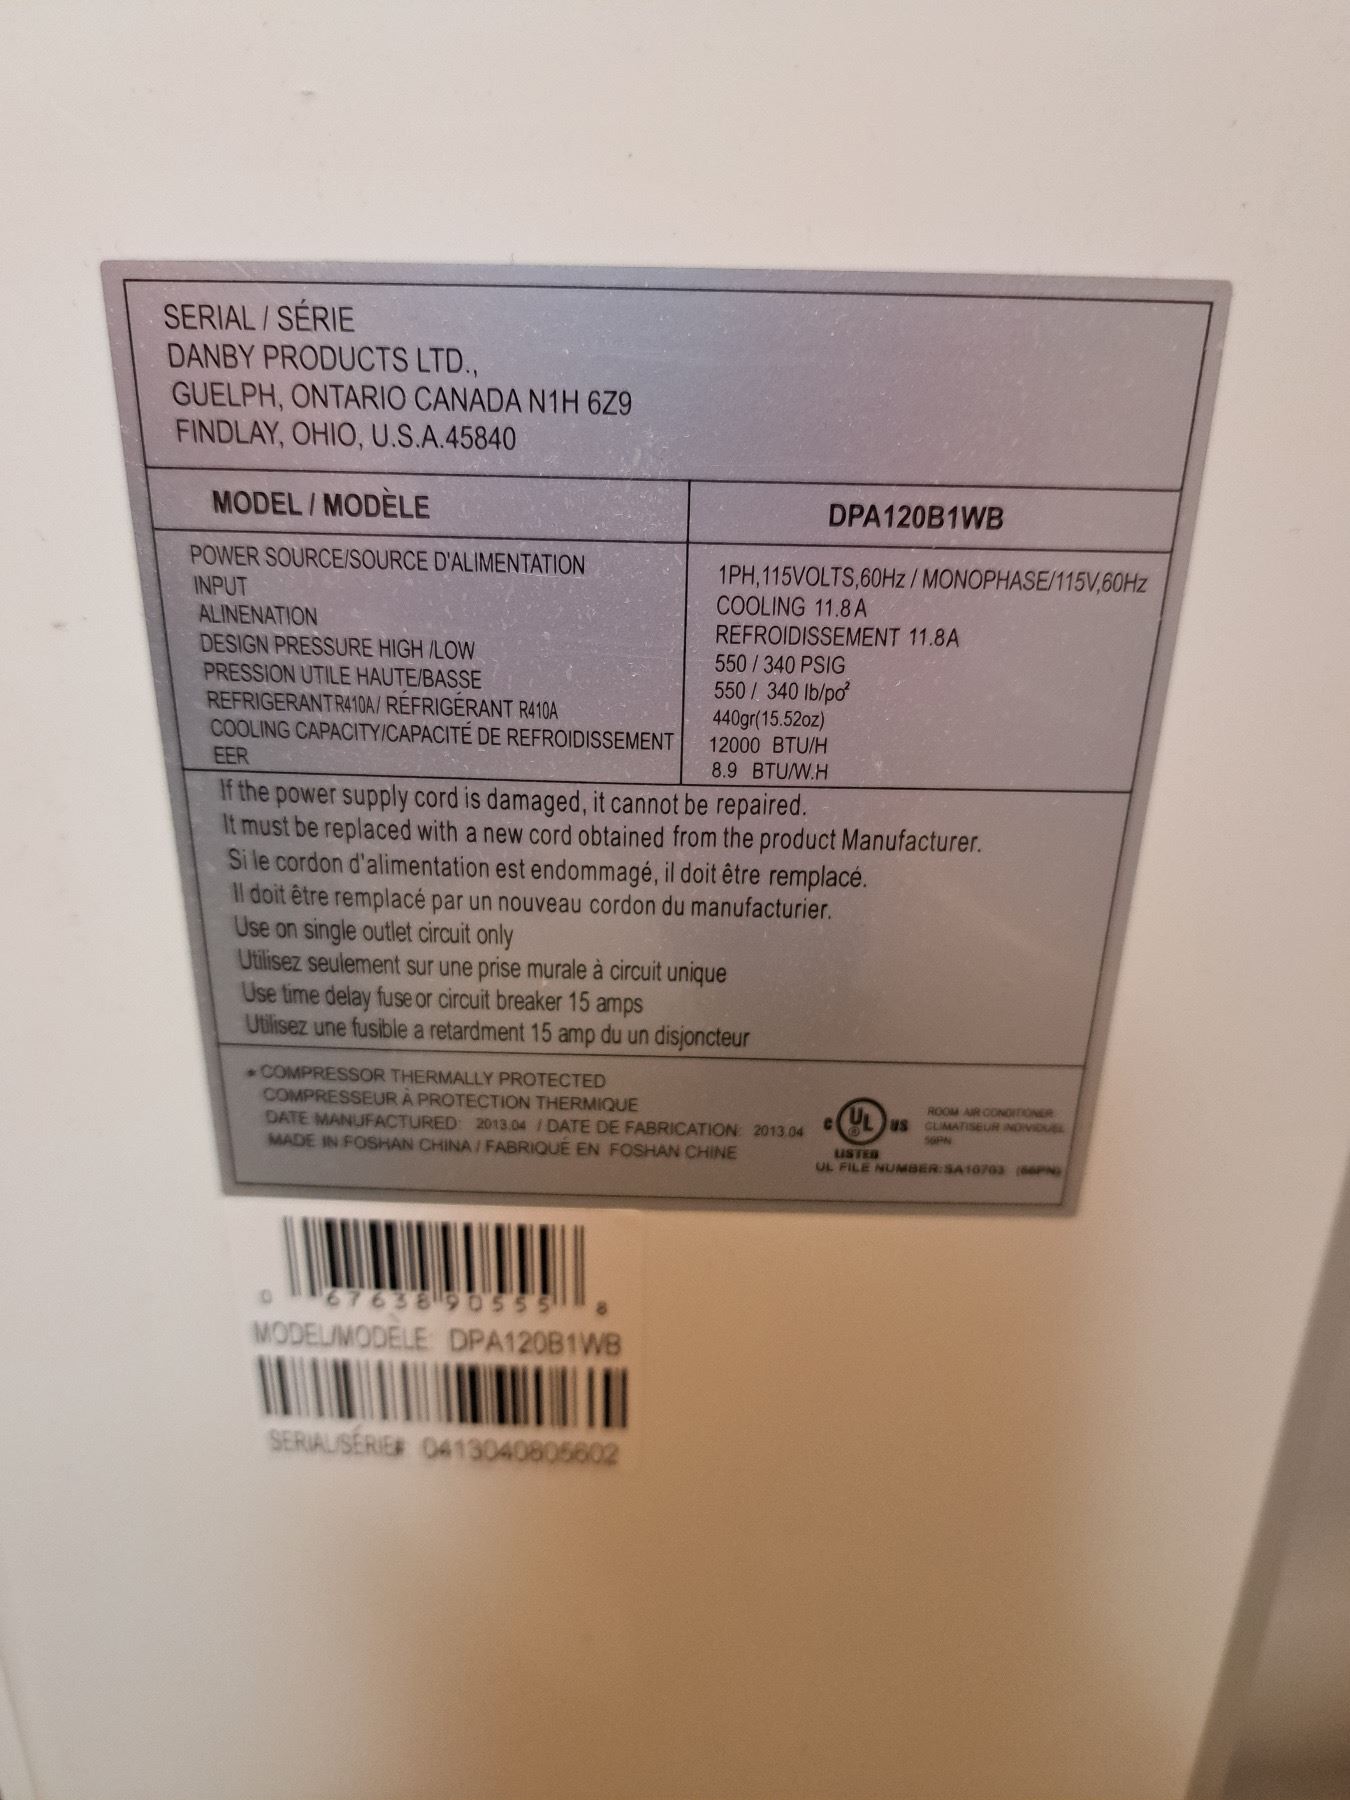 SERIAL / SÉRIE
DANBY PRODUCTS LTD.,
GUELPH, ONTARIO CANADA N1H 6Z9
FINDLAY, OHIO, U.S.A.45840
MODEL / MODÈLE DPA120B1WB
POWER SOURCE/SOURCE D'ALIMENTATION 1PH,115VOLTS,60Hz / MONOPHASE/115V,60Hz
INPUT COOLING 11.8 A
ALINENATION REFROIDISSEMENT 11.8A
DESIGN PRESSURE HIGH /LOW 550 / 340 PSIG
PRESSION UTILE HAUTE/BASSE 550 / 340 lb/po²
REFRIGERANT R410A/ RÉFRIGÉRANT R410A 440gr(15.52oz)
COOLING CAPACITY/CAPACITÉ DE REFROIDISSEMENT 12000 BTU/H
EER 8.9 BTU/W.H
If the power supply cord is damaged, it cannot be repaired.
It must be replaced with a new cord obtained from the product Manufacturer.
Si le cordon d'alimentation est endommagé, il doit être remplacé.
Il doit être remplacé par un nouveau cordon du manufacturier.
Use on single outlet circuit only
Utilisez seulement sur une prise murale à circuit unique
Use time delay fuse or circuit breaker 15 amps
Utilisez une fusible a retardment 15 amp du un disjoncteur
* COMPRESSOR THERMALLY PROTECTED
COMPRESSEUR À PROTECTION THERMIQUE
DATE MANUFACTURED: 2013.04 / DATE DE FABRICATION: 2013.04
MADE IN FOSHAN CHINA / FABRIQUÉ EN FOSHAN CHINE
C UL ® US
LISTED
ROOM AIR CONDITIONER
CLIMATISEUR INDIVIDUEL
56PN
UL FILE NUMBER: SA10703 (56PN)
0 67638 90555 8
MODEL/MODÈLE: DPA120B1WB
SERIAL/SÉRIE# 0413040805602